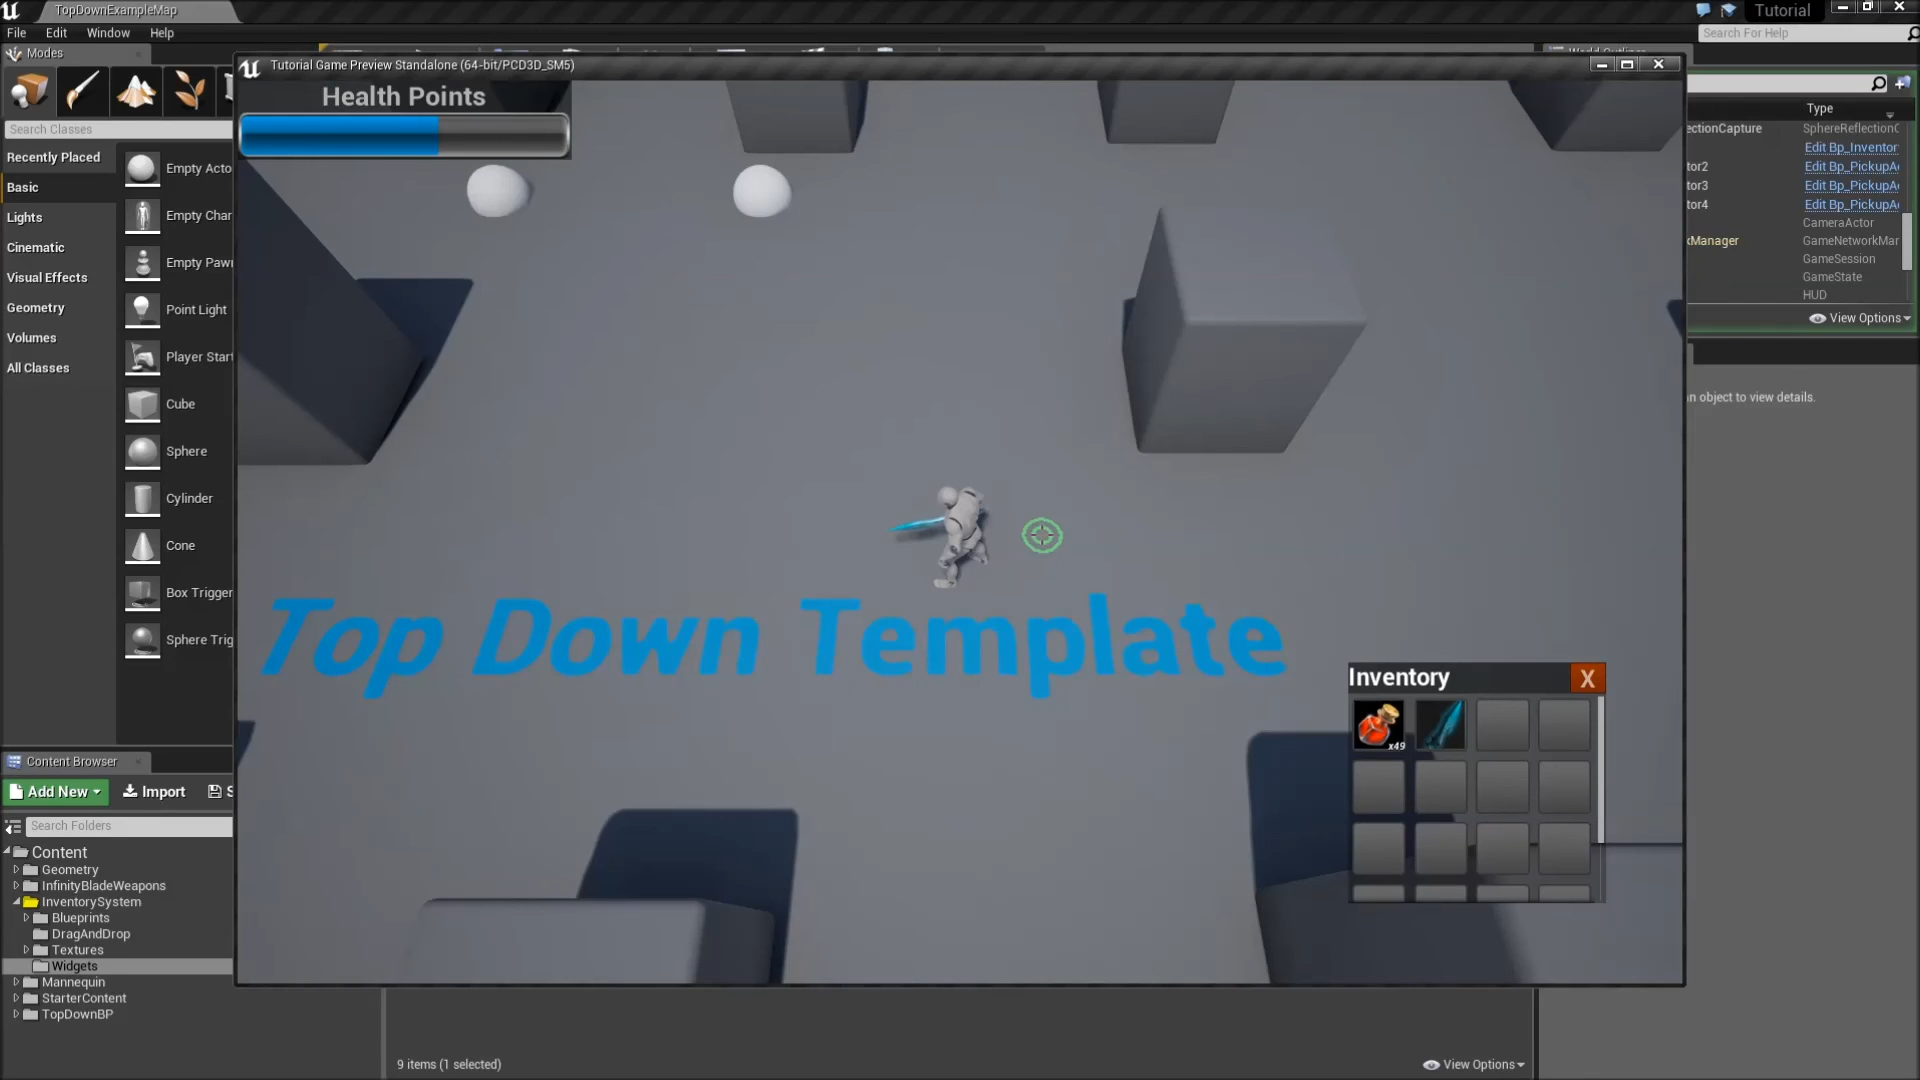 TopDownExampleMap
Tutorial
File Edit Window Help
Search For Help
Modes
Tutorial Game Preview Standalone (64-bit/PCD3D_SM5)
Health Points
Search Classes
Recently Placed
Basic
Lights
Cinematic
Visual Effects
Geometry
Volumes
All Classes
Empty Acto
Empty Char
Empty Pawn
Point Light
Player Start
Cube
Sphere
Cylinder
Cone
Box Trigger
Sphere Trig
Type
ectionCapture SphereReflectionC
Edit Bp_Inventor
tor2 Edit Bp_PickupA
tor3 Edit Bp_PickupA
tor4 Edit Bp_PickupA
CameraActor
kManager GameNetworkMar
GameSession
GameState
HUD
View Options
n object to view details.
Top Down Template
Inventory X
x49
Content Browser
Add New Import S
Search Folders
Content
Geometry
InfinityBladeWeapons
InventorySystem
Blueprints
DragAndDrop
Textures
Widgets
Mannequin
StarterContent
TopDownBP
9 items (1 selected)
View Options